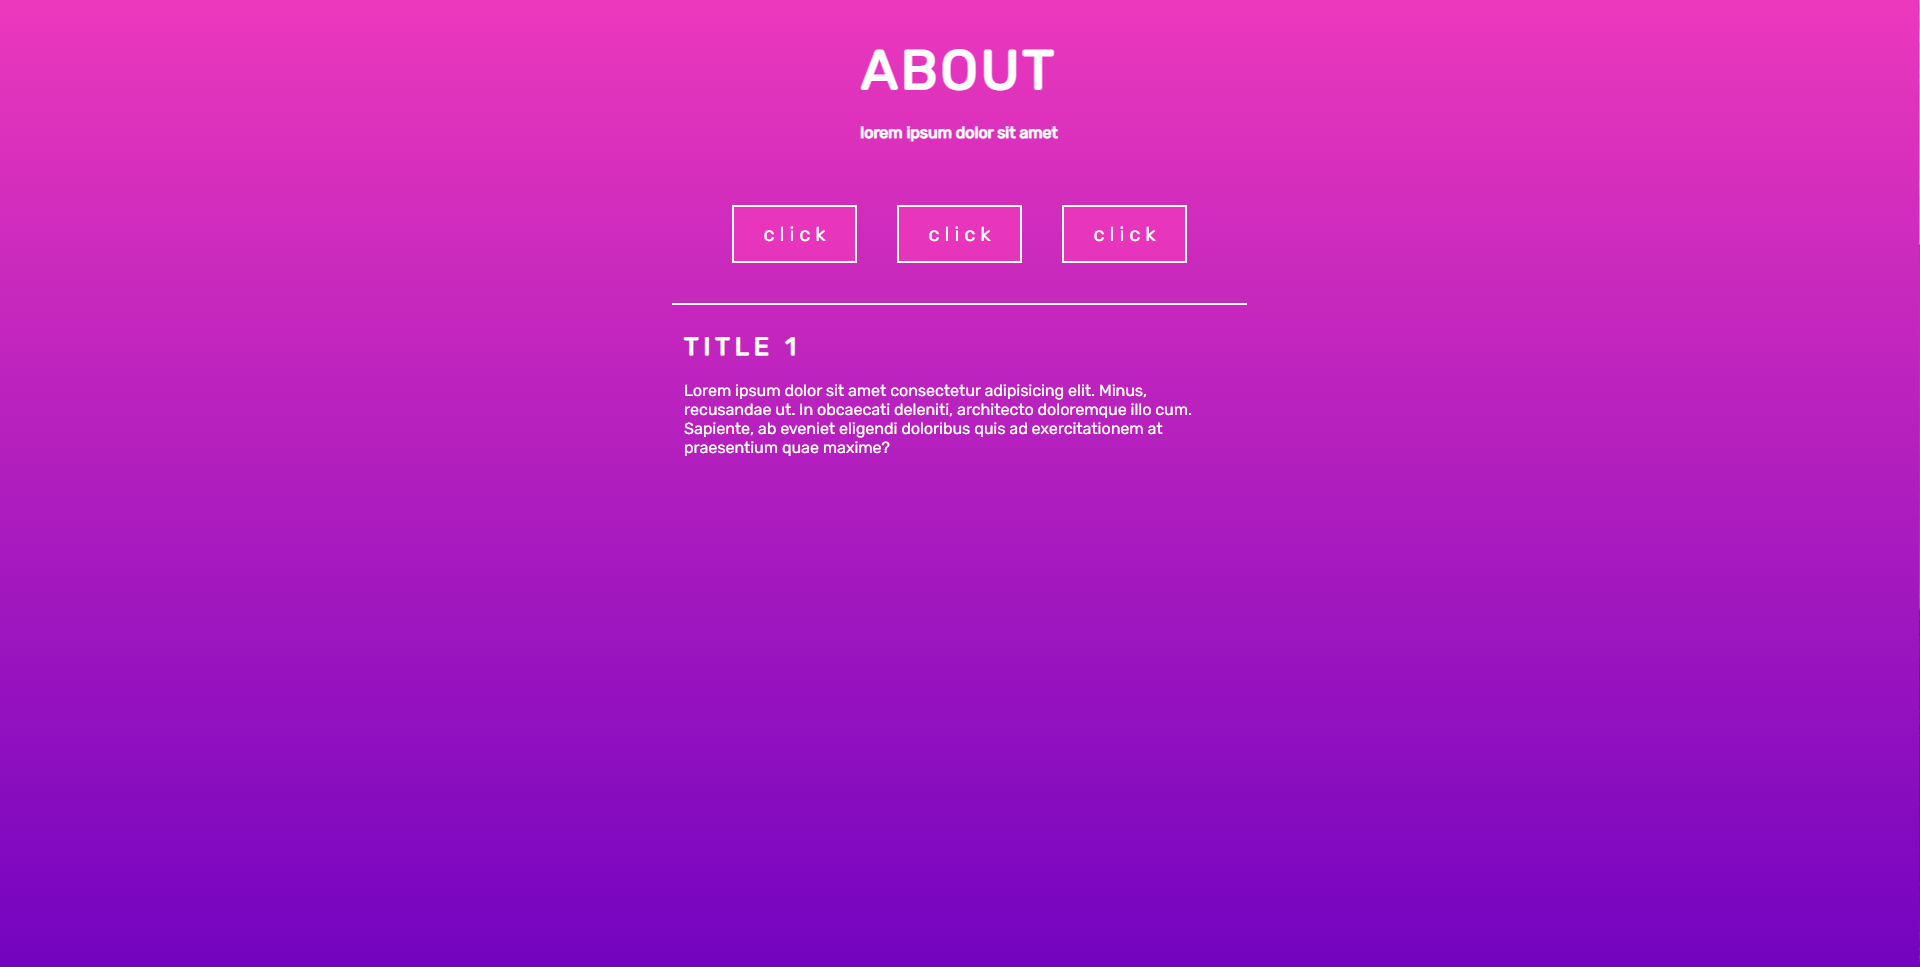 ABOUT
lorem ipsum dolor sit amet
click click click
TITLE 1
Lorem ipsum dolor sit amet consectetur adipisicing elit. Minus,
recusandae ut. In obcaecati deleniti, architecto doloremque illo cum.
Sapiente, ab eveniet eligendi doloribus quis ad exercitationem at
praesentium quae maxime?